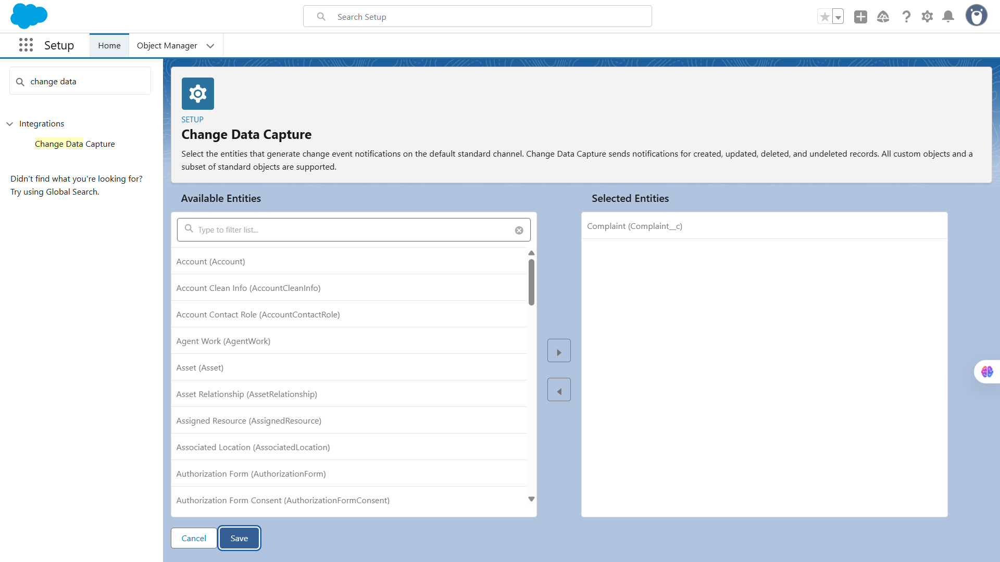 Search Setup
Setup
Home
Object Manager
change data
Integrations
Change Data Capture
Didn't find what you're looking for?
Try using Global Search.
SETUP
Change Data Capture
Select the entities that generate change event notifications on the default standard channel. Change Data Capture sends notifications for created, updated, deleted, and undeleted records. All custom objects and a
subset of standard objects are supported.
Available Entities
Type to filter list...
Account (Account)
Account Clean Info (AccountCleanInfo)
Account Contact Role (AccountContactRole)
Agent Work (AgentWork)
Asset (Asset)
Asset Relationship (AssetRelationship)
Assigned Resource (AssignedResource)
Associated Location (AssociatedLocation)
Authorization Form (AuthorizationForm)
Authorization Form Consent (AuthorizationFormConsent)
Selected Entities
Complaint (Complaint__c)
Cancel
Save